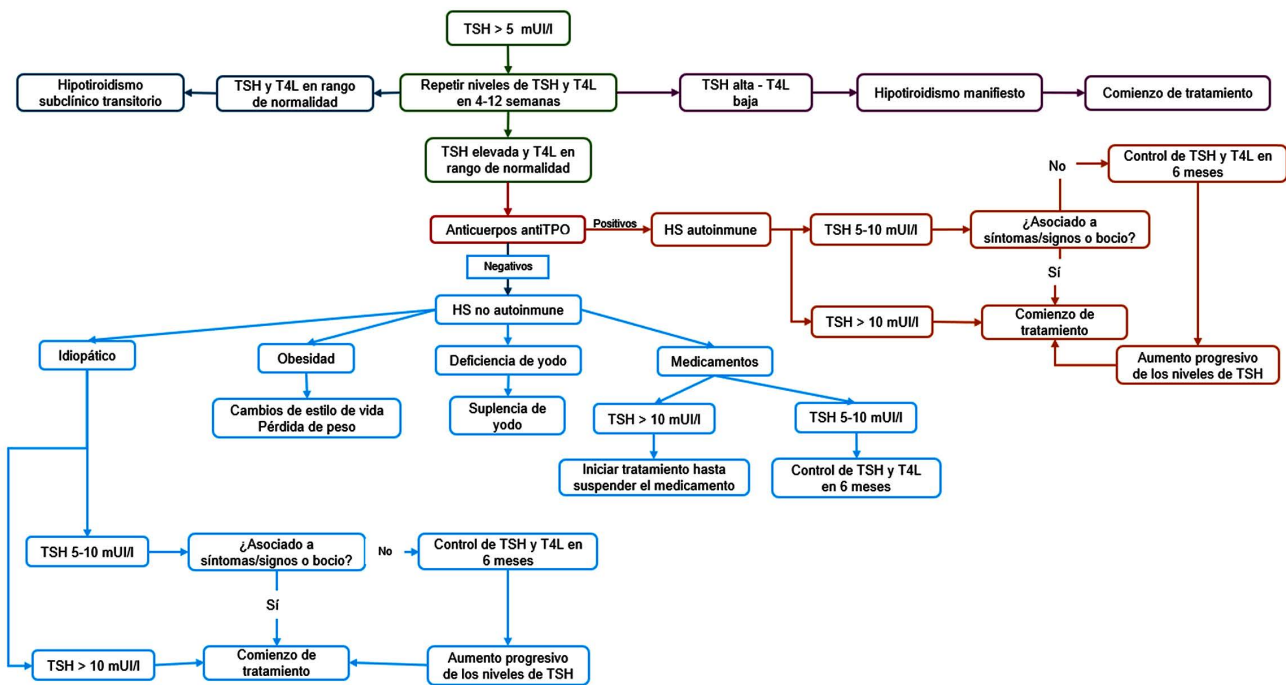 TSH > 5 mUI/l
Hipotiroidismo
subclínico transitorio
TSH y T4L en rango
de normalidad
Repetir niveles de TSH y T4L
en 4-12 semanas
TSH alta - T4L
baja
Hipotiroidismo manifiesto
Comienzo de tratamiento
TSH elevada y T4L en
rango de normalidad
No
Control de TSH y T4L en
6 meses
Anticuerpos antiTPO
Positivos
HS autoinmune
TSH 5-10 mUI/l
¿Asociado a
síntomas/signos o bocio?
Negativos
Sí
HS no autoinmune
TSH > 10 mUI/l
Comienzo de
tratamiento
Aumento progresivo
de los niveles de TSH
Idiopático
Obesidad
Deficiencia de yodo
Medicamentos
Cambios de estilo de vida
Pérdida de peso
Suplencia de
yodo
TSH > 10 mUI/l
TSH 5-10 mUI/l
Iniciar tratamiento hasta
suspender el medicamento
Control de TSH y T4L
en 6 meses
TSH 5-10 mUI/l
¿Asociado a
síntomas/signos o bocio?
No
Control de TSH y T4L en
6 meses
Sí
TSH > 10 mUI/l
Comienzo de
tratamiento
Aumento progresivo
de los niveles de TSH